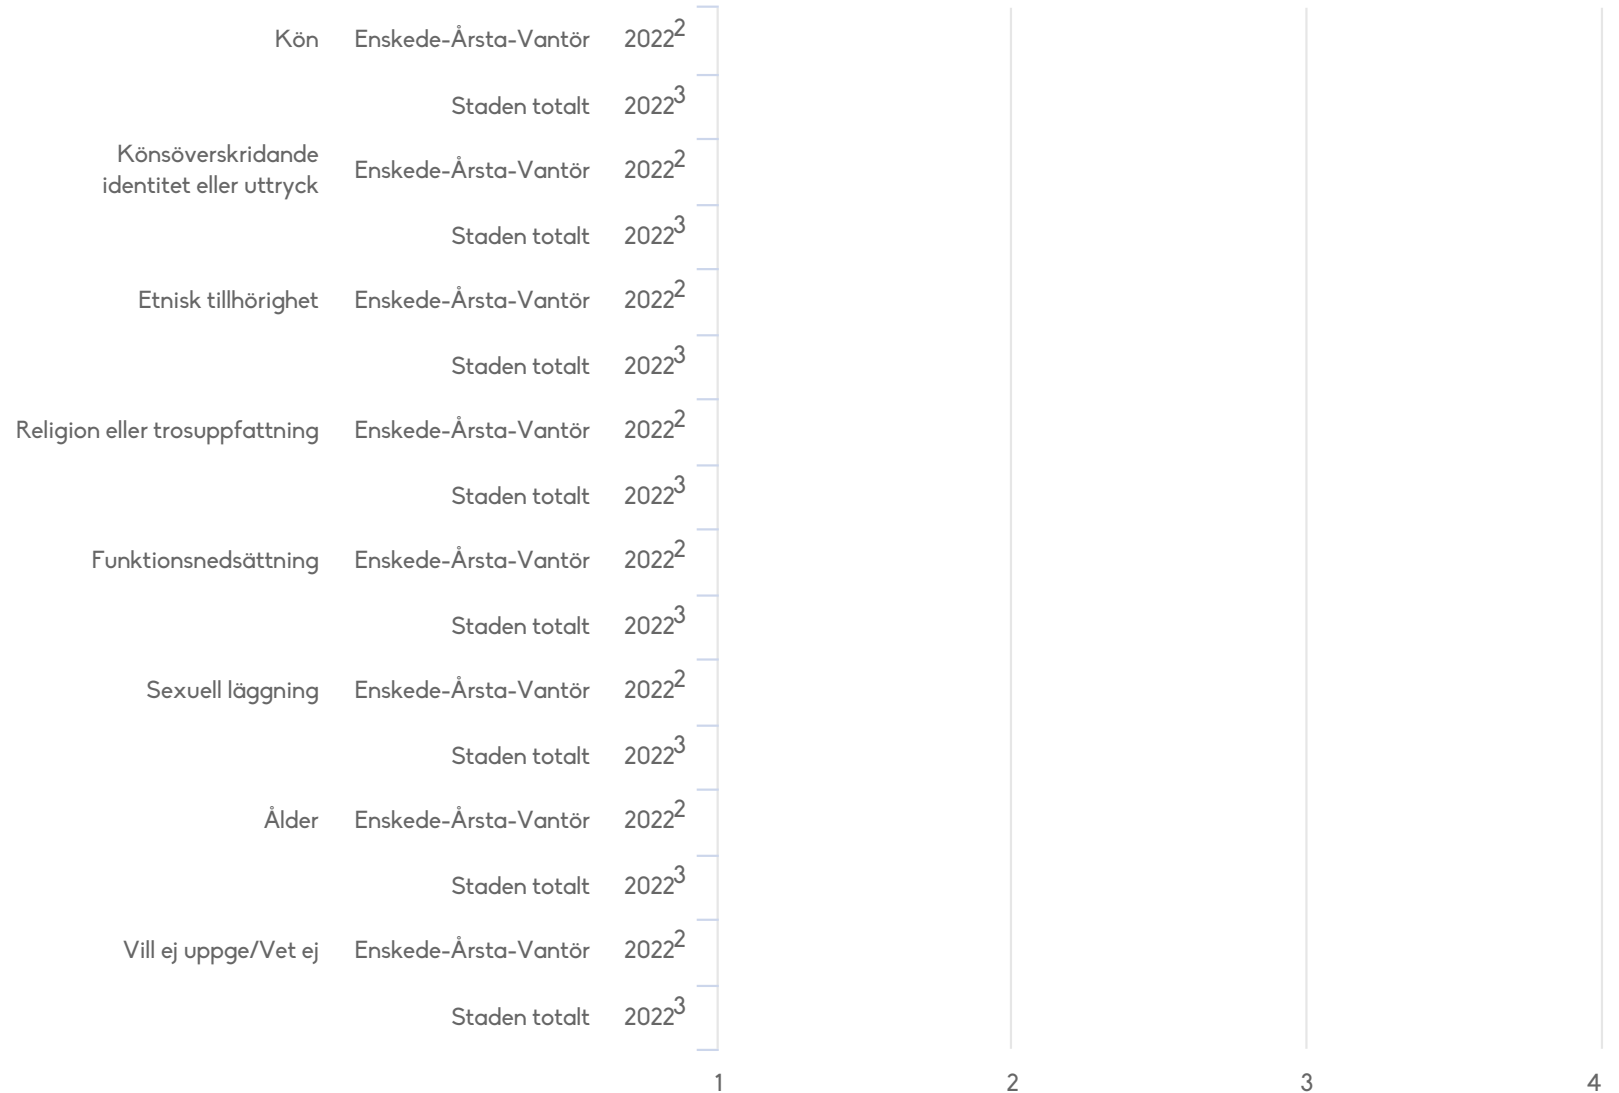 Kön Enskede-Årsta-Vantör 2022²
Staden totalt 2022³
Könsöverskridande
identitet eller uttryck Enskede-Årsta-Vantör 2022²
Staden totalt 2022³
Etnisk tillhörighet Enskede-Årsta-Vantör 2022²
Staden totalt 2022³
Religion eller trosuppfattning Enskede-Årsta-Vantör 2022²
Staden totalt 2022³
Funktionsnedsättning Enskede-Årsta-Vantör 2022²
Staden totalt 2022³
Sexuell läggning Enskede-Årsta-Vantör 2022²
Staden totalt 2022³
Ålder Enskede-Årsta-Vantör 2022²
Staden totalt 2022³
Vill ej uppge/Vet ej Enskede-Årsta-Vantör 2022²
Staden totalt 2022³
1 2 3 4